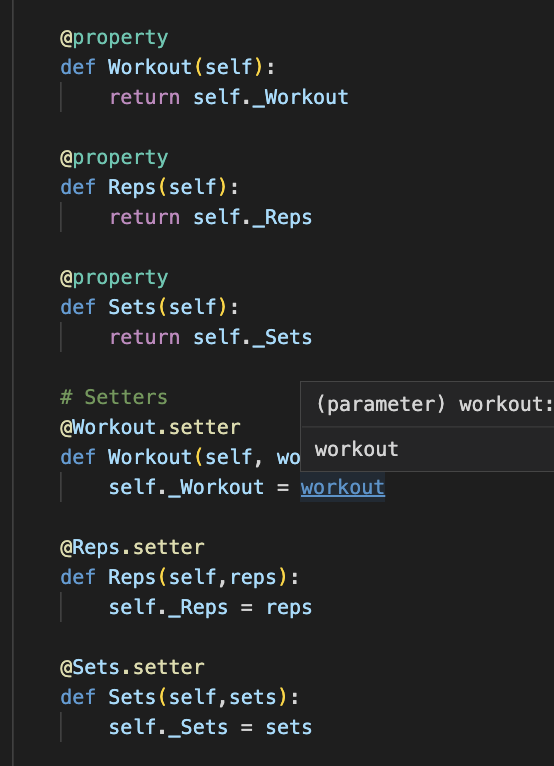 @property
def Workout(self):
return self._Workout
@property
def Reps(self):
return self._Reps
@property
def Sets(self):
return self._Sets
# Setters
@Workout.setter
(parameter) workout:
workout
def Workout(self, wo
self._Workout = workout
@Reps.setter
def Reps(self,reps):
self._Reps = reps
@Sets.setter
def Sets(self,sets):
self._Sets = sets